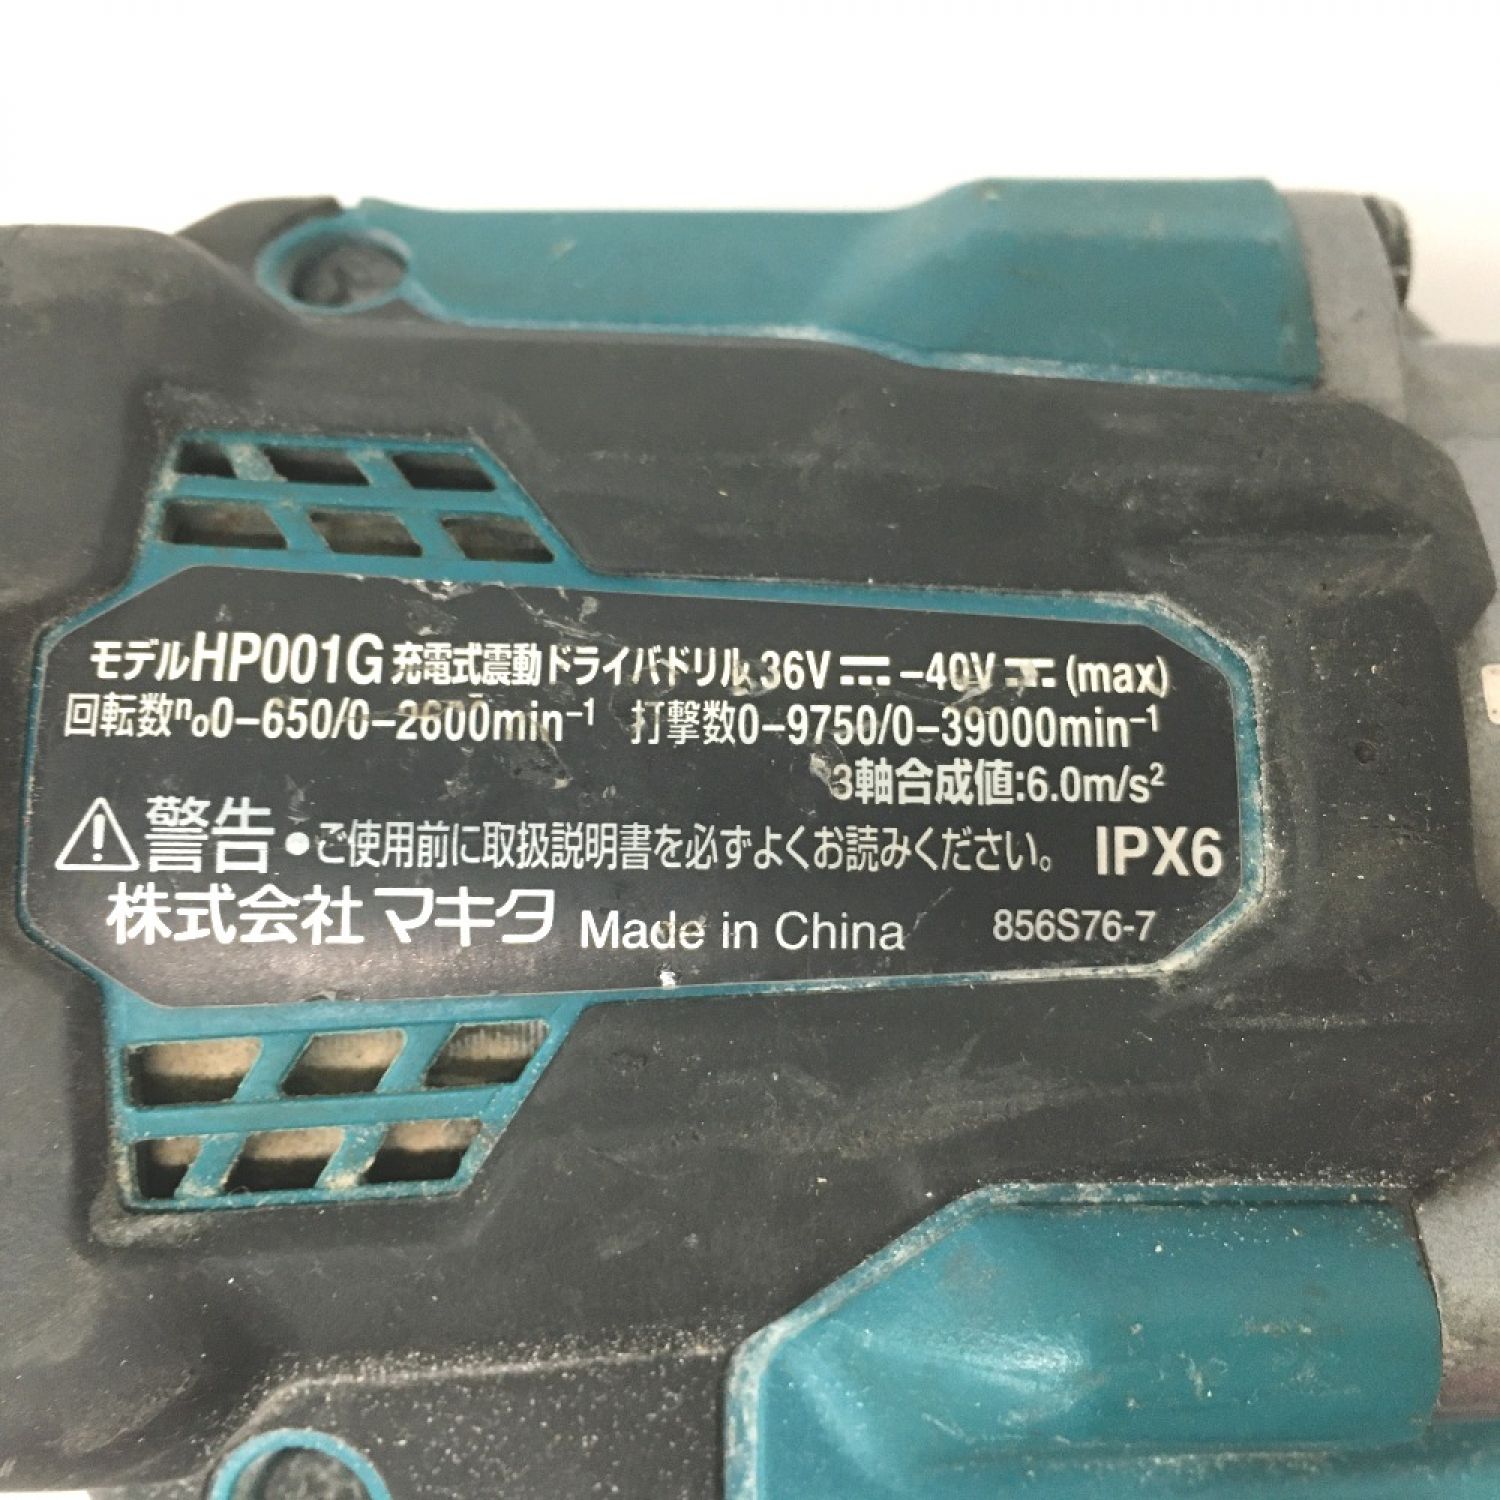 モデルHP001G 充電式震動ドライバドリル 36V⎓–40V⎓(max)
回転数n₀0–650/0–2600min⁻¹ 打撃数0–9750/0–39000min⁻¹
3軸合成値:6.0m/s²
⚠警告 ●ご使用前に取扱説明書を必ずよくお読みください。 IPX6
株式会社マキタ Made in China 856S76-7